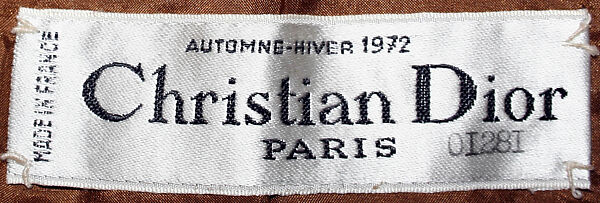 MADE IN FRANCE
AUTOMNE-HIVER 1972
Christian Dior
PARIS
01281